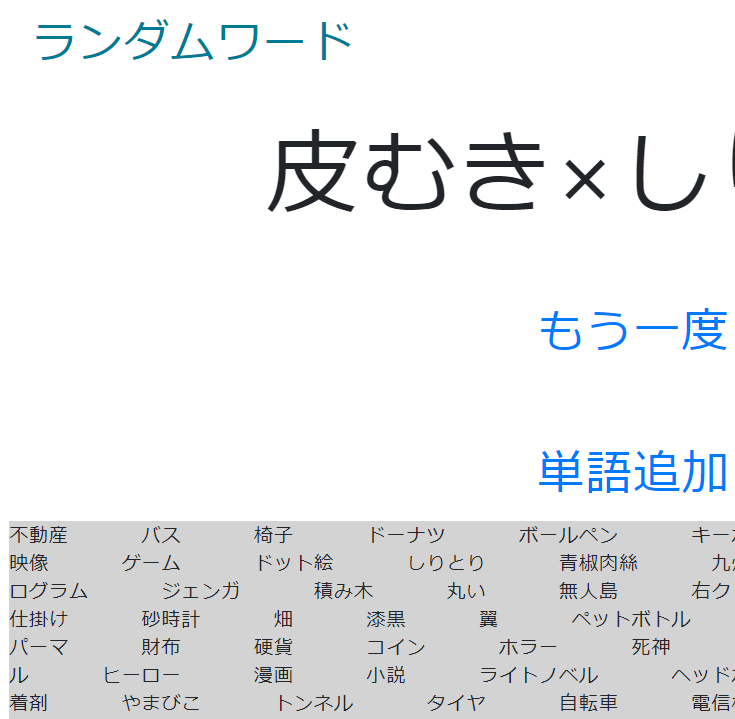 ランダムワード
皮むき×し
もう一度
単語追加
不動産 バス 椅子 ドーナツ ボールペン キー
映像 ゲーム ドット絵 しりとり 青椒肉絲 九
ログラム ジェンガ 積み木 丸い 無人島 右ク
仕掛け 砂時計 畑 漆黒 翼 ペットボトル
パーマ 財布 硬貨 コイン ホラー 死神
ル ヒーロー 漫画 小説 ライトノベル ヘッド
着剤 やまびこ トンネル タイヤ 自転車 電信